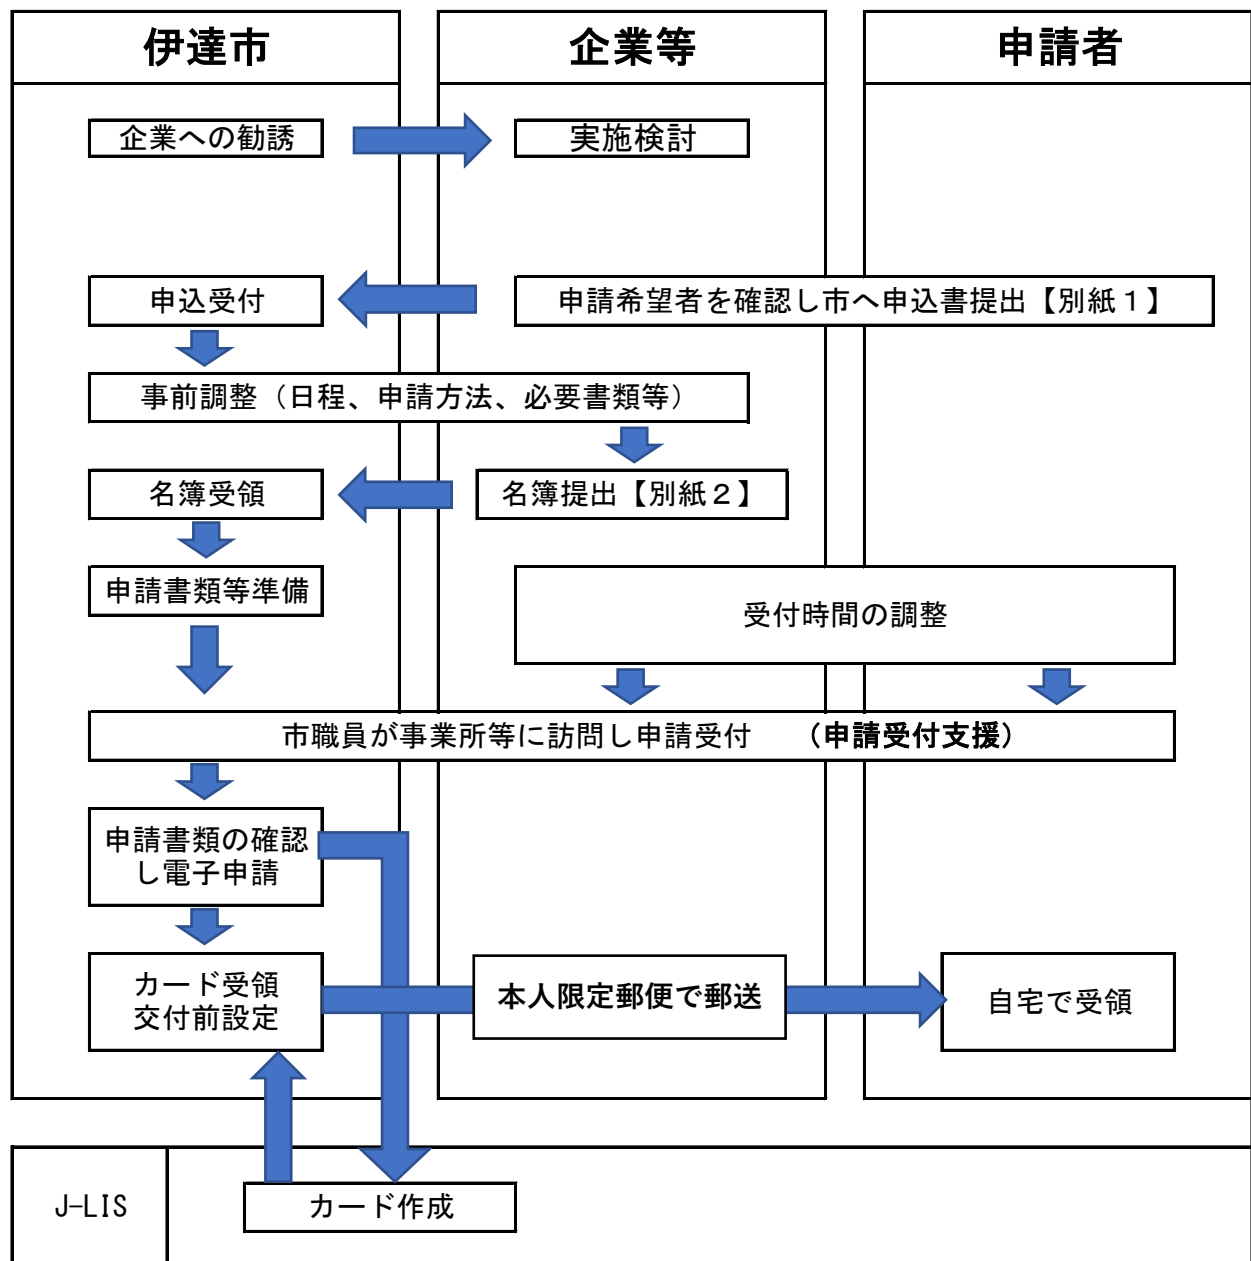 伊達市
企業等
申請者
企業への勧誘
実施検討
申込受付
申請希望者を確認し市へ申込書提出【別紙１】
事前調整（日程、申請方法、必要書類等）
名簿受領
名簿提出【別紙２】
申請書類等準備
受付時間の調整
市職員が事業所等に訪問し申請受付　（申請受付支援）
申請書類の確認
し電子申請
カード受領
交付前設定
本人限定郵便で郵送
自宅で受領
J-LIS
カード作成